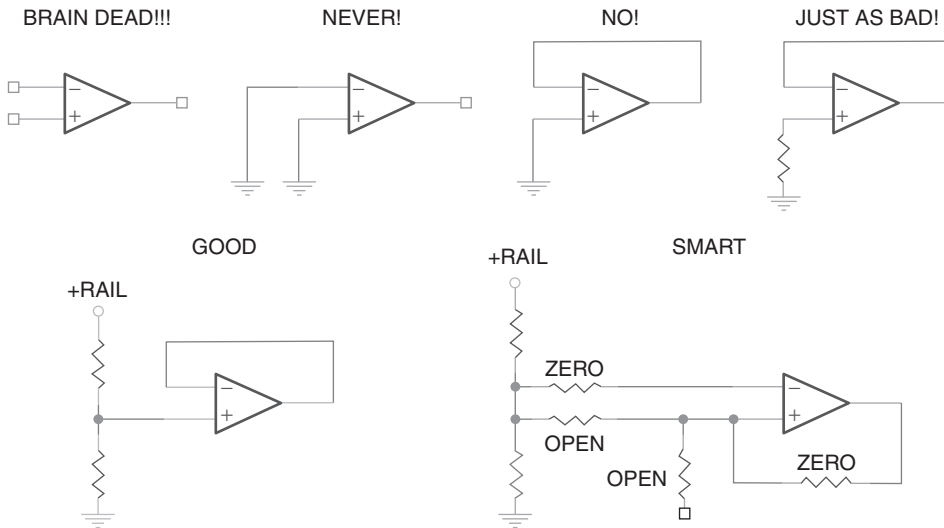 BRAIN DEAD!!!
NEVER!
NO!
JUST AS BAD!
−
+
−
+
−
+
−
+
GOOD
SMART
+RAIL
+RAIL
−
+
ZERO
OPEN
OPEN
−
+
ZERO